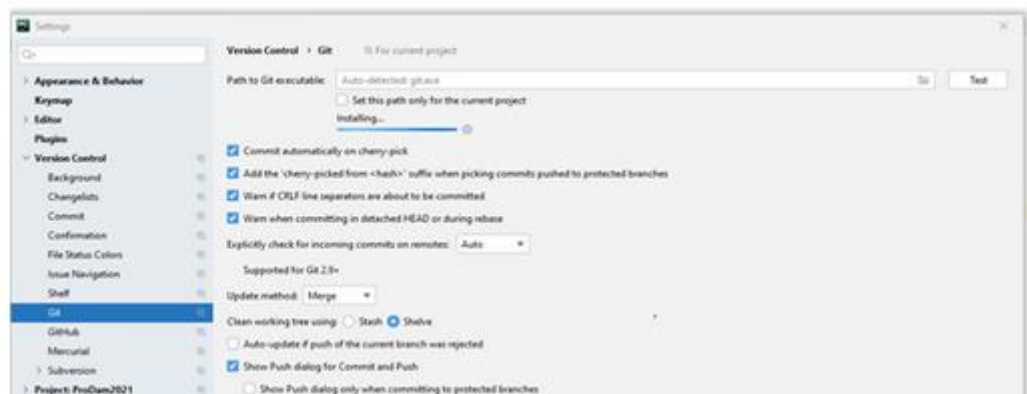 Settings
Version Control › Git For current project
Appearance & Behavior
Path to Git executable: Auto-detected: git.exe Test
Keymap
Set this path only for the current project
Editor
Installing...
Plugins
Version Control
Commit automatically on cherry-pick
Background
Add the 'cherry-picked from <hash>' suffix when picking commits pushed to protected branches
Changelists
Warn if CRLF line separators are about to be committed
Commit
Warn when committing in detached HEAD or during rebase
Confirmation
Explicitly check for incoming commits on remotes: Auto
File Status Colors
Supported for Git 2.9+
Issue Navigation
Shelf
Update method: Merge
Git
Clean working tree using: Stash Shelve
GitHub
Auto-update if push of the current branch was rejected
Mercurial
Show Push dialog for Commit and Push
Subversion
Show Push dialog only when committing to protected branches
Project: ProDam2021